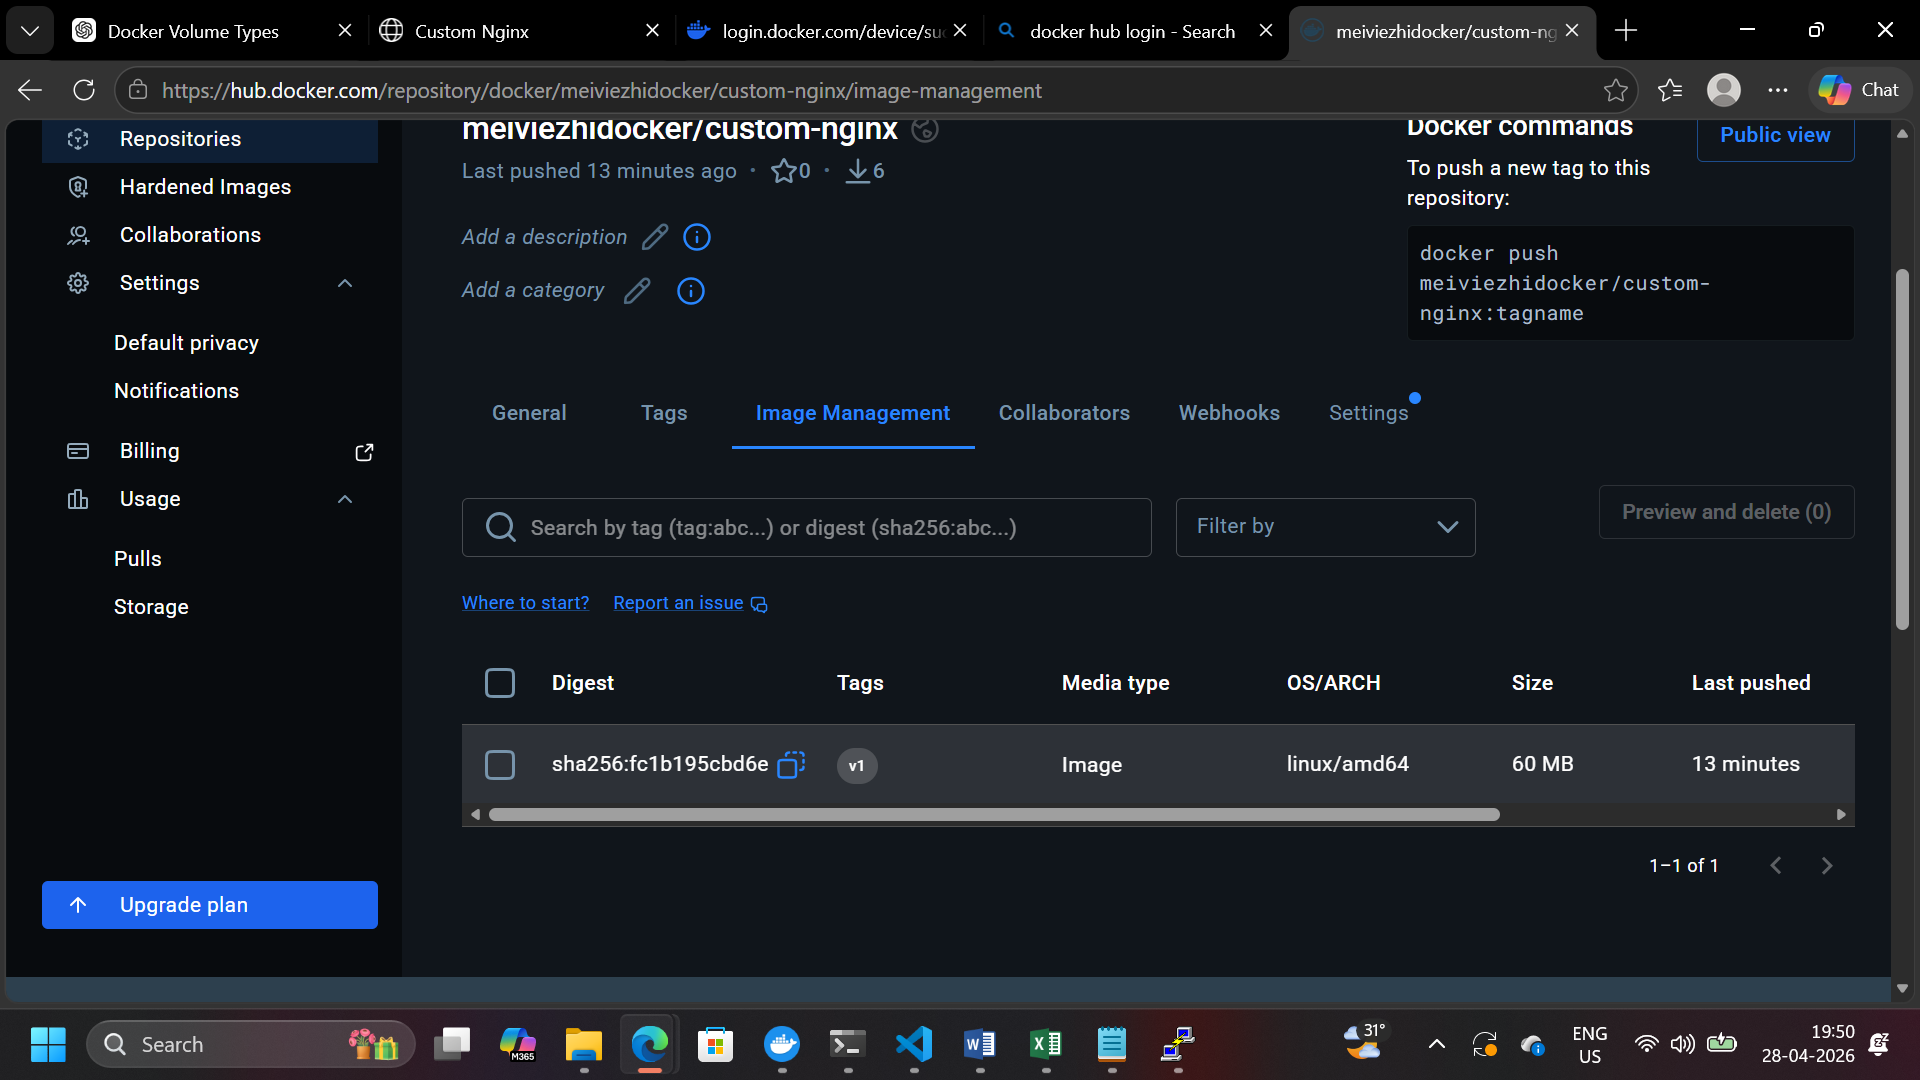 Docker Volume Types
Custom Nginx
login.docker.com/device/suc
docker hub login - Search
meiviezhidocker/custom-ng
https://hub.docker.com/repository/docker/meiviezhidocker/custom-nginx/image-management
Chat
Repositories
Hardened Images
Collaborations
Settings
Default privacy
Notifications
Billing
Usage
Pulls
Storage
Upgrade plan
meiviezhidocker/custom-nginx
Last pushed 13 minutes ago · 0 · 6
Add a description
Add a category
Docker commands
Public view
To push a new tag to this
repository:
docker push
meiviezhidocker/custom-
nginx:tagname
General
Tags
Image Management
Collaborators
Webhooks
Settings
Search by tag (tag:abc...) or digest (sha256:abc...)
Filter by
Preview and delete (0)
Where to start?
Report an issue
Digest Tags Media type OS/ARCH Size Last pushed
sha256:fc1b195cbd6e v1 Image linux/amd64 60 MB 13 minutes
1–1 of 1
Search
M365
31°
ENG
US
19:50
28-04-2026